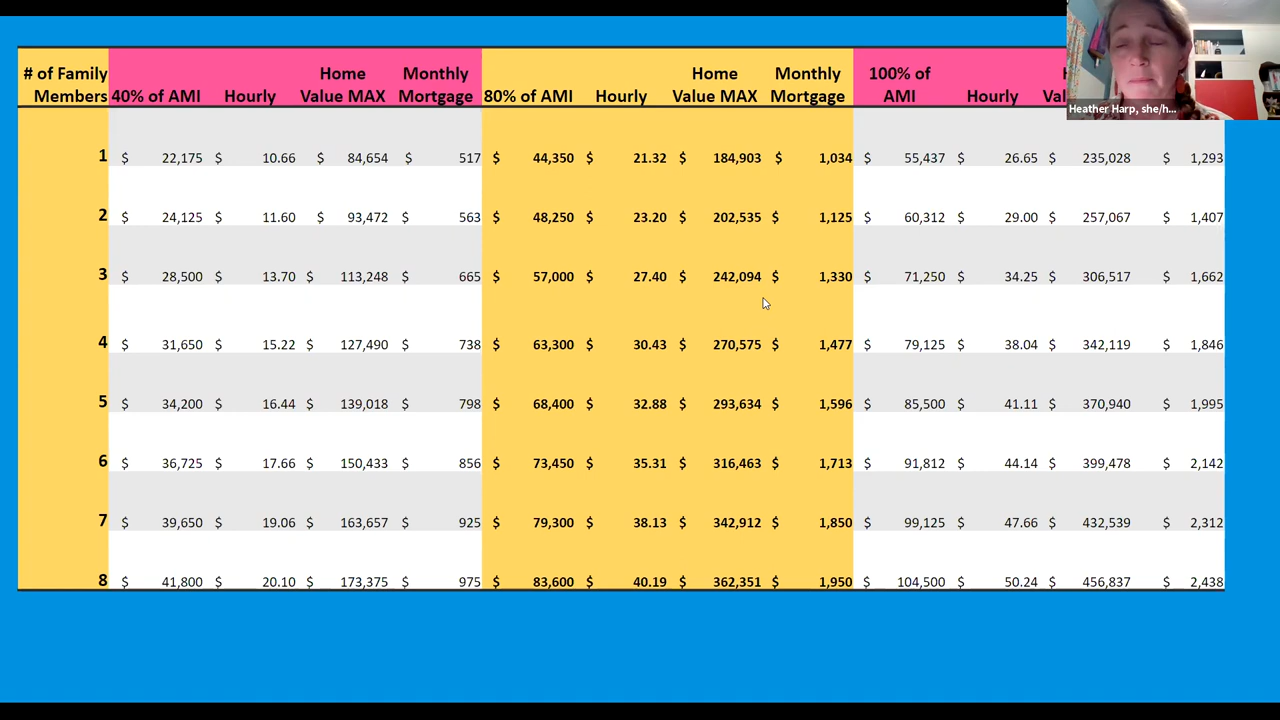 # of Family Members 40% of AMI Hourly Home Value MAX Monthly Mortgage 80% of AMI Hourly Home Value MAX Monthly Mortgage 100% of AMI Hourly
1 $ 22,175 $ 10.66 $ 84,654 $ 517 $ 44,350 $ 21.32 $ 184,903 $ 1,034 $ 55,437 $ 26.65 $ 235,028 $ 1,293
2 $ 24,125 $ 11.60 $ 93,472 $ 563 $ 48,250 $ 23.20 $ 202,535 $ 1,125 $ 60,312 $ 29.00 $ 257,067 $ 1,407
3 $ 28,500 $ 13.70 $ 113,248 $ 665 $ 57,000 $ 27.40 $ 242,094 $ 1,330 $ 71,250 $ 34.25 $ 306,517 $ 1,662
4 $ 31,650 $ 15.22 $ 127,490 $ 738 $ 63,300 $ 30.43 $ 270,575 $ 1,477 $ 79,125 $ 38.04 $ 342,119 $ 1,846
5 $ 34,200 $ 16.44 $ 139,018 $ 798 $ 68,400 $ 32.88 $ 293,634 $ 1,596 $ 85,500 $ 41.11 $ 370,940 $ 1,995
6 $ 36,725 $ 17.66 $ 150,433 $ 856 $ 73,450 $ 35.31 $ 316,463 $ 1,713 $ 91,812 $ 44.14 $ 399,478 $ 2,142
7 $ 39,650 $ 19.06 $ 163,657 $ 925 $ 79,300 $ 38.13 $ 342,912 $ 1,850 $ 99,125 $ 47.66 $ 432,539 $ 2,312
8 $ 41,800 $ 20.10 $ 173,375 $ 975 $ 83,600 $ 40.19 $ 362,351 $ 1,950 $ 104,500 $ 50.24 $ 456,837 $ 2,438
Heather Harp, she/h...